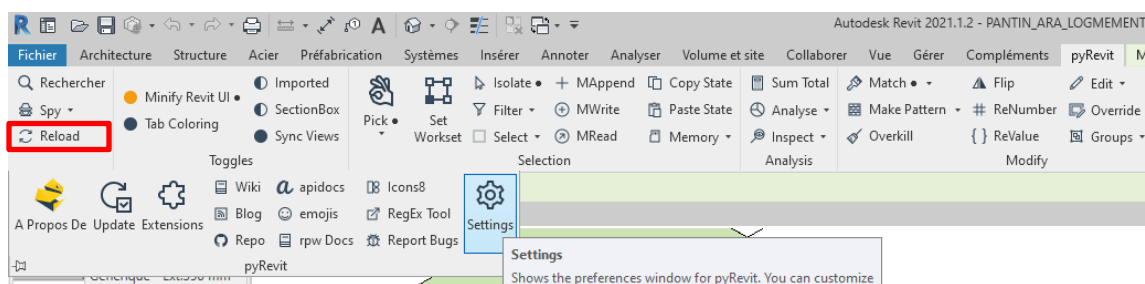 Autodesk Revit 2021.1.2 - PANTIN_ARA_LOGMEMENT
Fichier Architecture Structure Acier Préfabrication Systèmes Insérer Annoter Analyser Volume et site Collaborer Vue Gérer Compléments pyRevit M
Rechercher Imported Isolate MAppend Copy State Sum Total Match Flip Edit
Spy Minify Revit UI SectionBox Filter MWrite Paste State Analyse Make Pattern ReNumber Override
Reload Tab Coloring Sync Views Pick Set Workset Select MRead Memory Inspect Overkill ReValue Groups
Toggles Selection Analysis Modify
Wiki apidocs Icons8
A Propos De Update Extensions Blog emojis RegEx Tool Settings
Repo rpw Docs Report Bugs
pyRevit
Settings
Shows the preferences window for pyRevit. You can customize